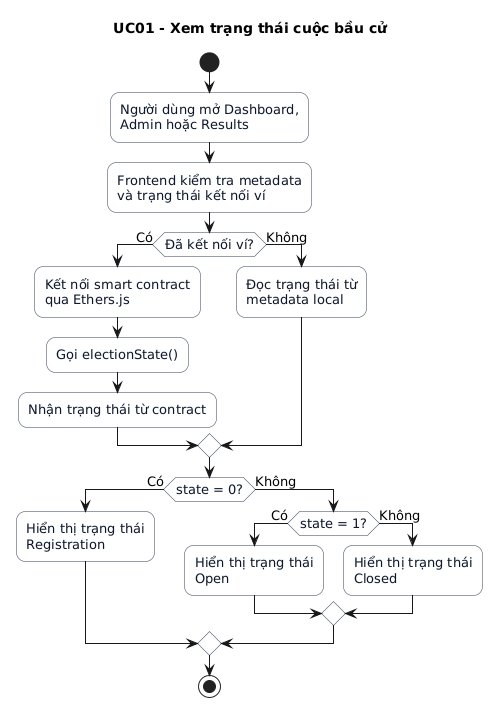 UC01 - Xem trạng thái cuộc bầu cử
Người dùng mở Dashboard,
Admin hoặc Results
Frontend kiểm tra metadata
và trạng thái kết nối ví
Đã kết nối ví?
Có
Không
Kết nối smart contract
qua Ethers.js
Gọi electionState()
Nhận trạng thái từ contract
Đọc trạng thái từ
metadata local
state = 0?
Có
Không
Hiển thị trạng thái
Registration
state = 1?
Có
Không
Hiển thị trạng thái
Open
Hiển thị trạng thái
Closed